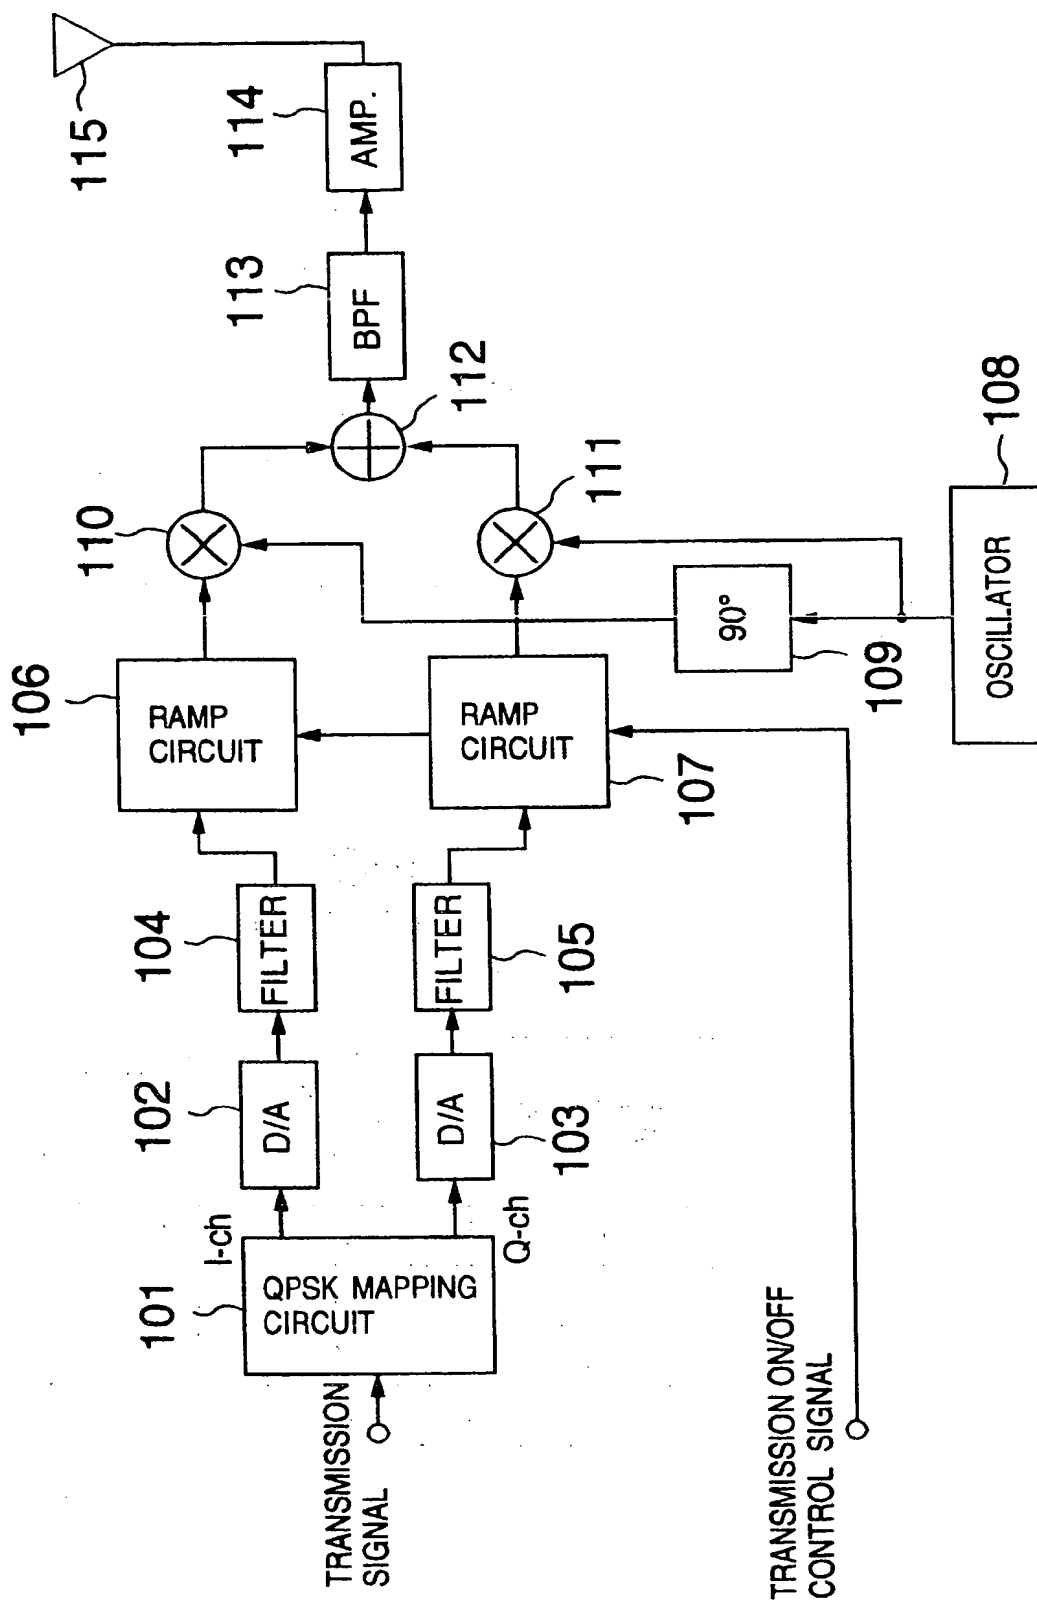 TRANSMISSION
SIGNAL
101
QPSK MAPPING
CIRCUIT
I-ch
Q-ch
102
D/A
103
D/A
104
FILTER
105
FILTER
106
RAMP
CIRCUIT
107
RAMP
CIRCUIT
110
111
112
113
BPF
114
AMP.
115
90°
109
OSCILLATOR
108
TRANSMISSION ON/OFF
CONTROL SIGNAL